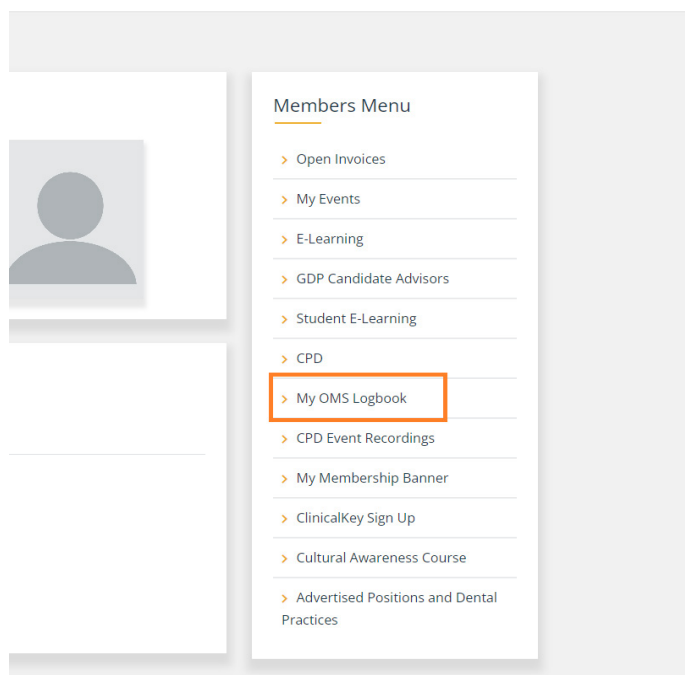 Members Menu
Open Invoices
My Events
E-Learning
GDP Candidate Advisors
Student E-Learning
CPD
My OMS Logbook
CPD Event Recordings
My Membership Banner
ClinicalKey Sign Up
Cultural Awareness Course
Advertised Positions and Dental
Practices